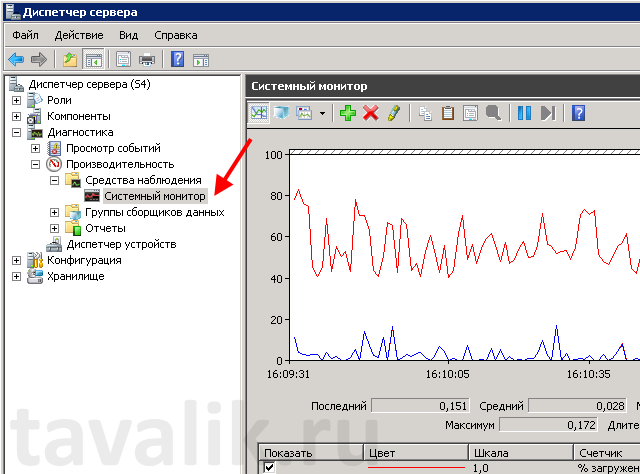 Диспетчер сервера
Файл Действие Вид Справка
Диспетчер сервера (S4)
Роли
Компоненты
Диагностика
Просмотр событий
Производительность
Средства наблюдения
Системный монитор
Группы сборщиков данных
Отчеты
Диспетчер устройств
Конфигурация
Хранилище
Системный монитор
100
80
60
40
20
0
16:09:31 16:10:05 16:10:35
Последний 0,151 Средний 0,028
Максимум 0,172 Длите
Показать Цвет Шкала Счетчик
1,0 % загружен
tavalik.ru